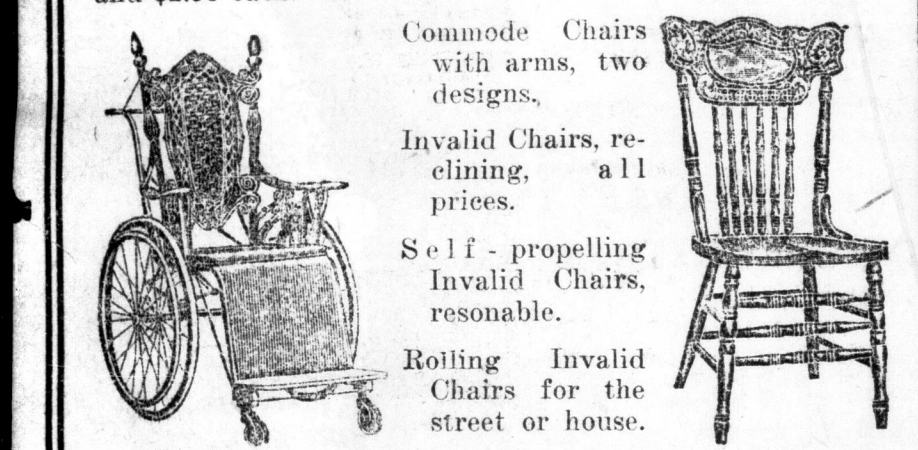 Commode Chairs
with arms, two
designs.,
Invalid Chairs, re-
clining, all
prices.
Self - propelling
Invalid Chairs,
resonable.
Rolling Invalid
Chairs for the
street or house.